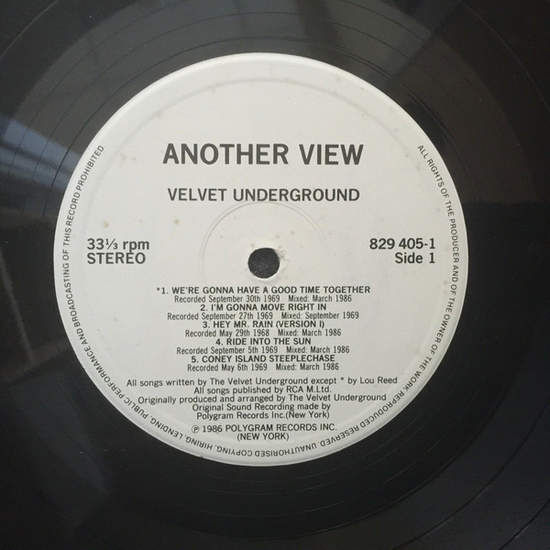 ANOTHER VIEW
VELVET UNDERGROUND
33⅓ rpm
STEREO
829 405-1
Side 1
*1. WE'RE GONNA HAVE A GOOD TIME TOGETHER
Recorded September 30th 1969 Mixed: March 1986
2. I'M GONNA MOVE RIGHT IN
Recorded September 27th 1969 Mixed: September 1969
3. HEY MR. RAIN (VERSION I)
Recorded May 29th 1968 Mixed: March 1986
4. RIDE INTO THE SUN
Recorded September 5th 1969 Mixed: March 1986
5. CONEY ISLAND STEEPLECHASE
Recorded May 6th 1969 Mixed: March 1986
All songs written by The Velvet Underground except * by Lou Reed
All songs published by RCA M.Ltd.
Originally produced and arranged by The Velvet Underground
Original Sound Recording made by
Polygram Records Inc.(New York)
℗ 1986 POLYGRAM RECORDS INC.
(NEW YORK)
ALL RIGHTS OF THE PRODUCER AND OF THE OWNER OF THE WORK REPRODUCED RESERVED. UNAUTHORISED COPYING, HIRING, LENDING, PUBLIC PERFORMANCE AND BROADCASTING OF THIS RECORD PROHIBITED